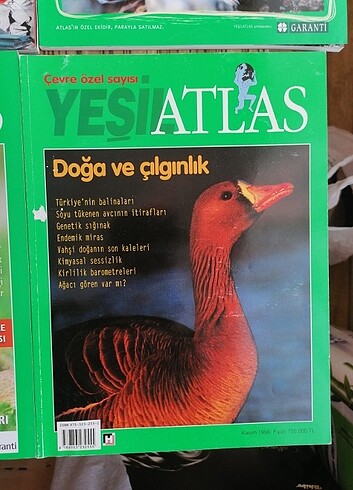 ATLAS'IN ÖZEL EKİDİR, PARAYLA SATILMAZ.
GARANTİ
Çevre özel sayısı
YEŞİL ATLAS
Doğa ve çılgınlık
Türkiye'nin balinaları
Soyu tükenen avcının itirafları
Genetik sığınak
Endemik miras
Vahşi doğanın son kaleleri
Kimyasal sessizlik
Kirlilik barometreleri
Ağacı gören var mı?
H
ARI
Garanti